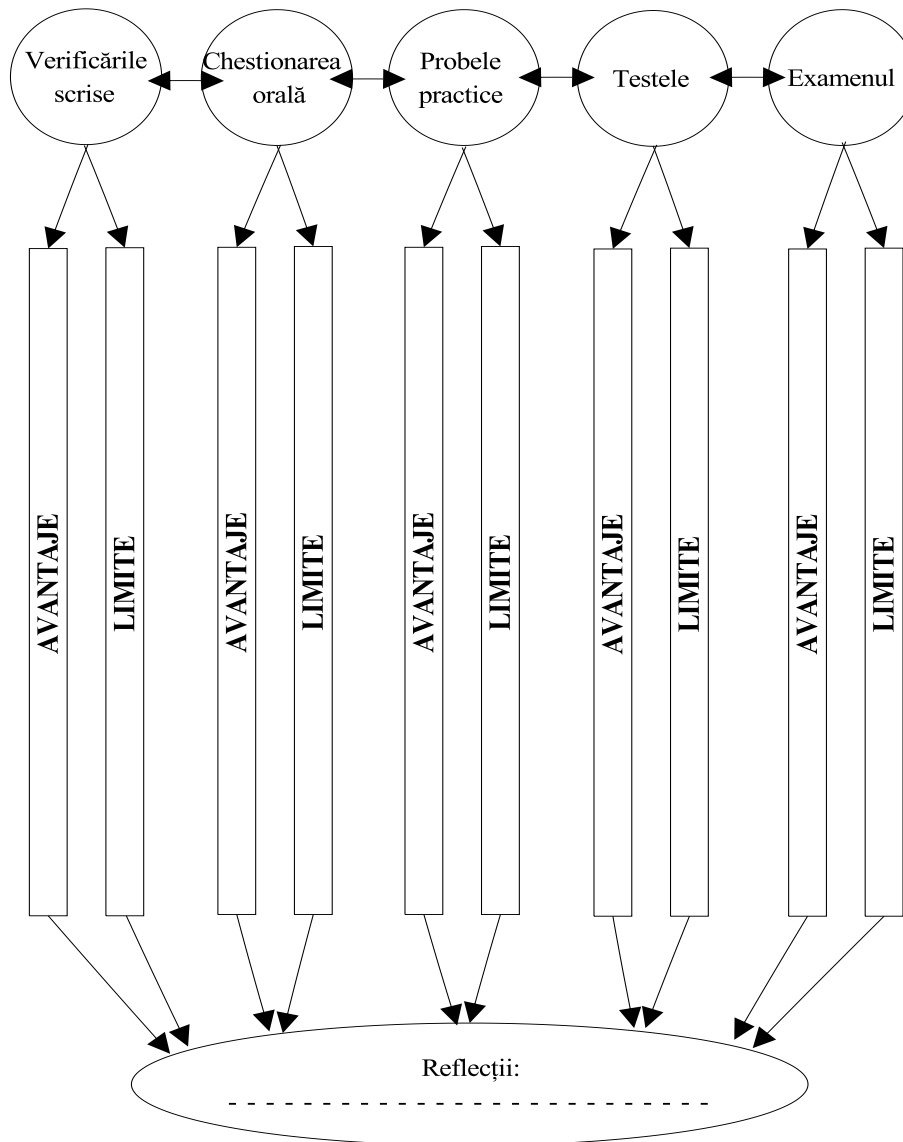 Verificările
scrise
Chestionarea
orală
Probele
practice
Testele
Examenul
AVANTAJE
LIMITE
AVANTAJE
LIMITE
AVANTAJE
LIMITE
AVANTAJE
LIMITE
AVANTAJE
LIMITE
Reflecții: